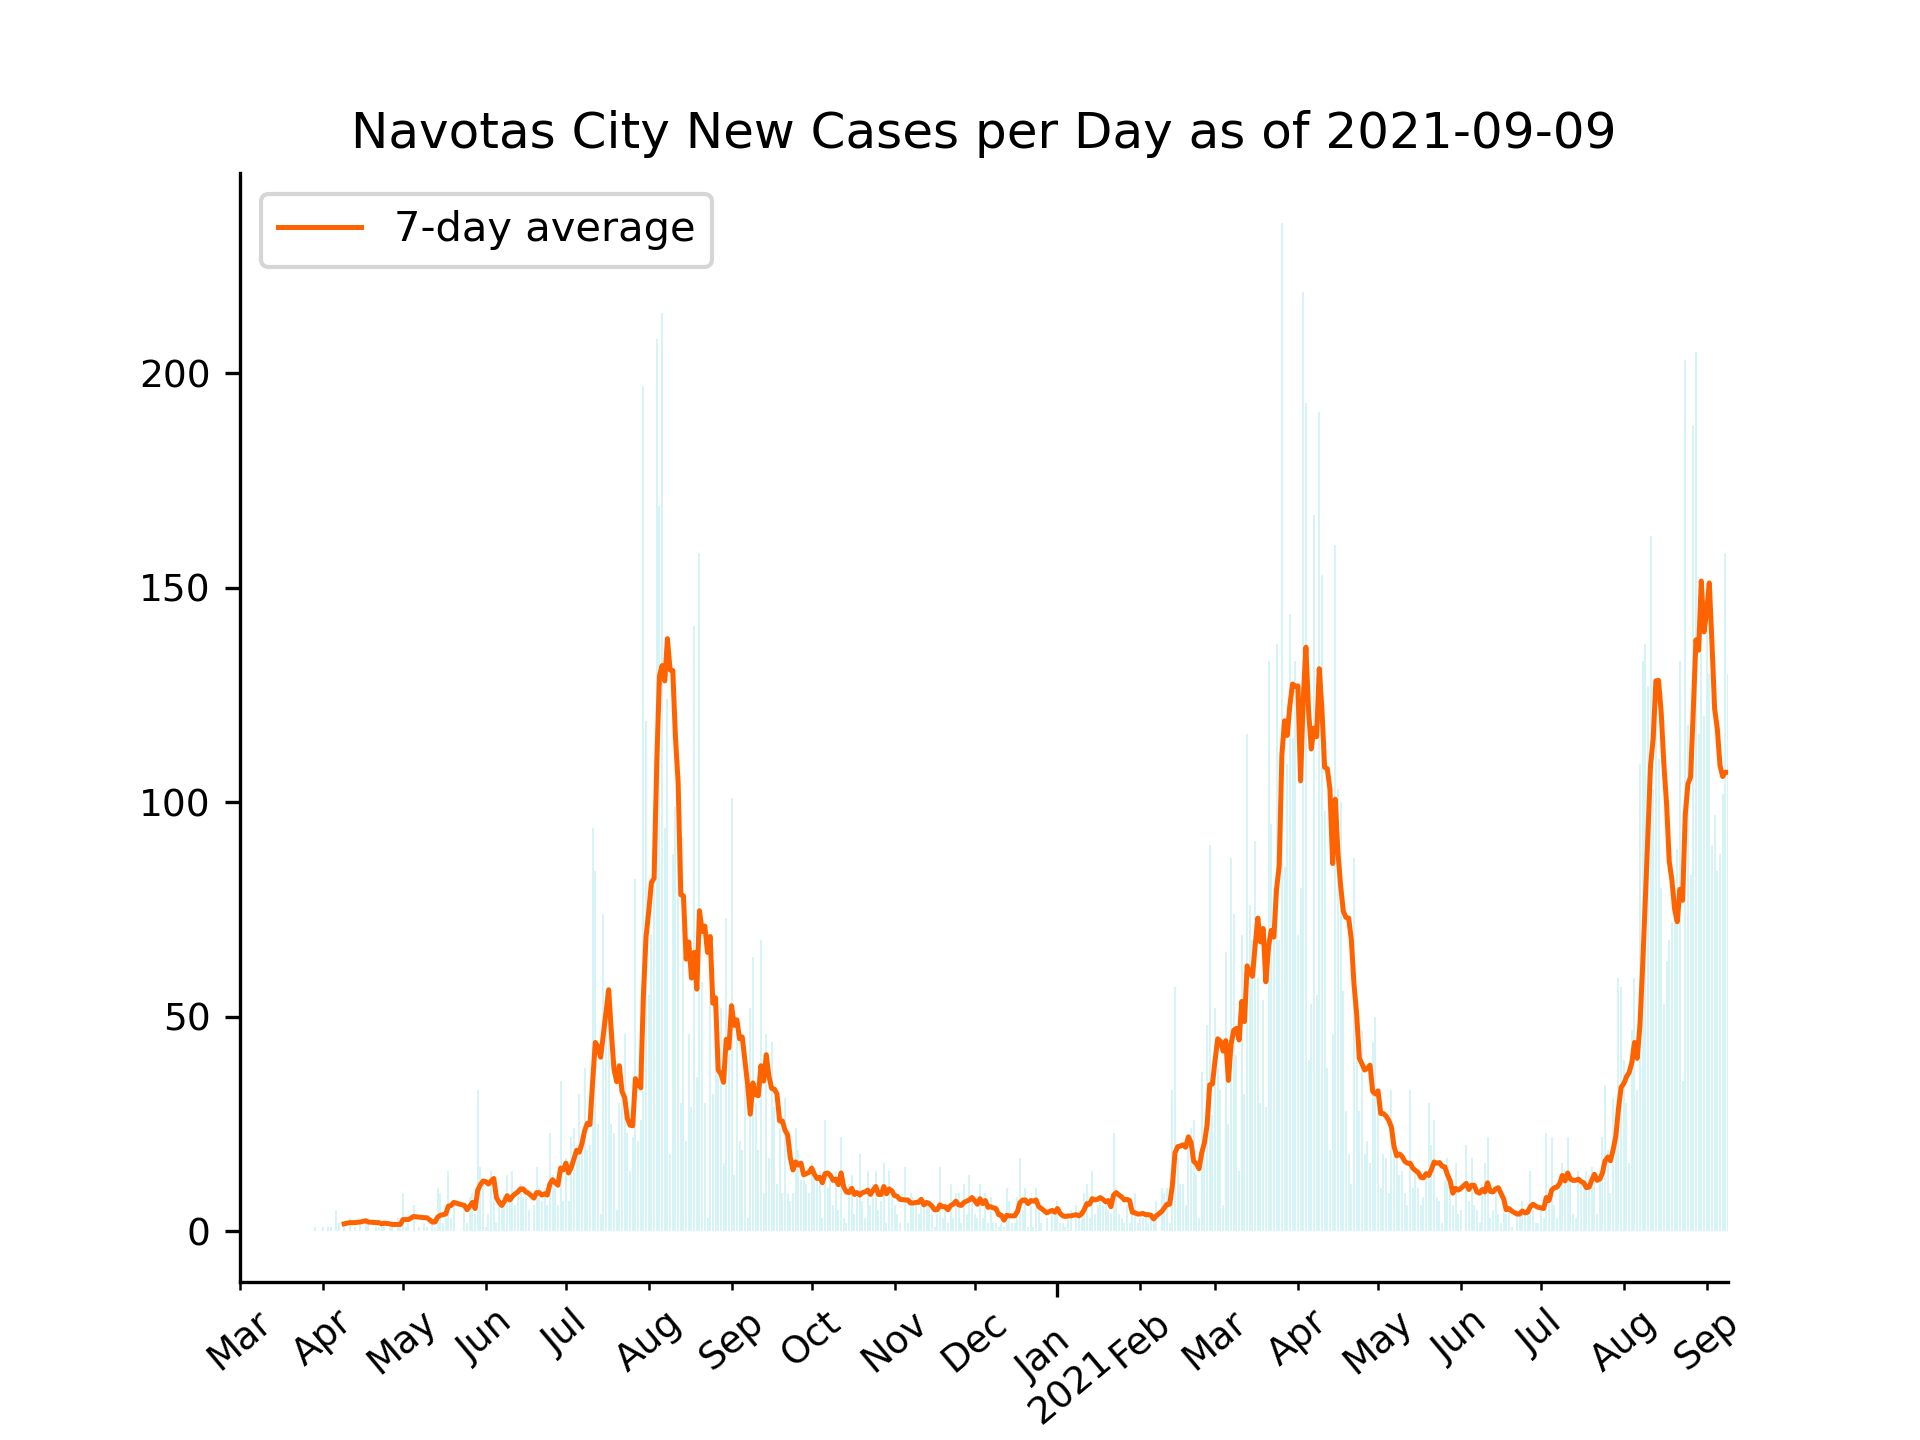 Navotas City New Cases per Day as of 2021-09-09
7-day average
200
150
100
50
0
Mar Apr May Jun Jul Aug Sep Oct Nov Dec Jan Feb Mar Apr May Jun Jul Aug Sep
2021